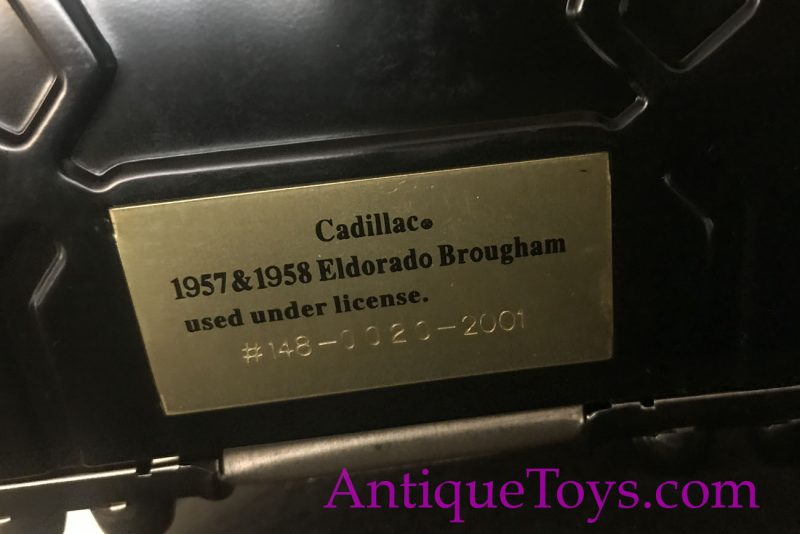 Cadillac®
1957 & 1958 Eldorado Brougham
used under license.
#148-0020-2001
AntiqueToys.com